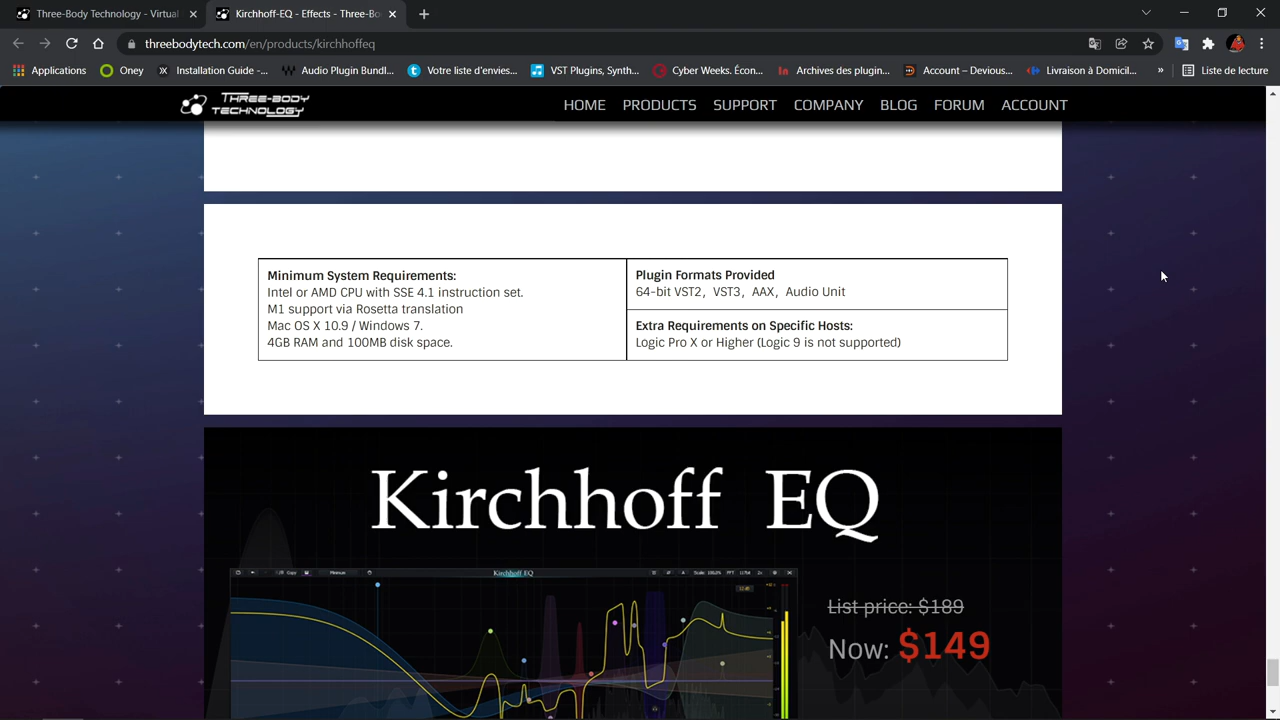 Three-Body Technology - Virtual
Kirchhoff-EQ - Effects - Three-Bo
threebodytech.com/en/products/kirchhoffeq
Applications
Oney
Installation Guide -...
Audio Plugin Bundl...
Votre liste d'envies...
VST Plugins, Synth...
Cyber Weeks. Écon...
Archives des plugin...
Account – Devious...
Livraison à Domicil...
»
Liste de lecture
THREE-BODY
TECHNOLOGY
HOME PRODUCTS SUPPORT COMPANY BLOG FORUM ACCOUNT
Minimum System Requirements:
Intel or AMD CPU with SSE 4.1 instruction set.
M1 support via Rosetta translation
Mac OS X 10.9 / Windows 7.
4GB RAM and 100MB disk space.
Plugin Formats Provided
64-bit VST2, VST3, AAX, Audio Unit
Extra Requirements on Specific Hosts:
Logic Pro X or Higher (Logic 9 is not supported)
Kirchhoff EQ
Copy
Kirchhoff EQ
List price: $189
Now: $149